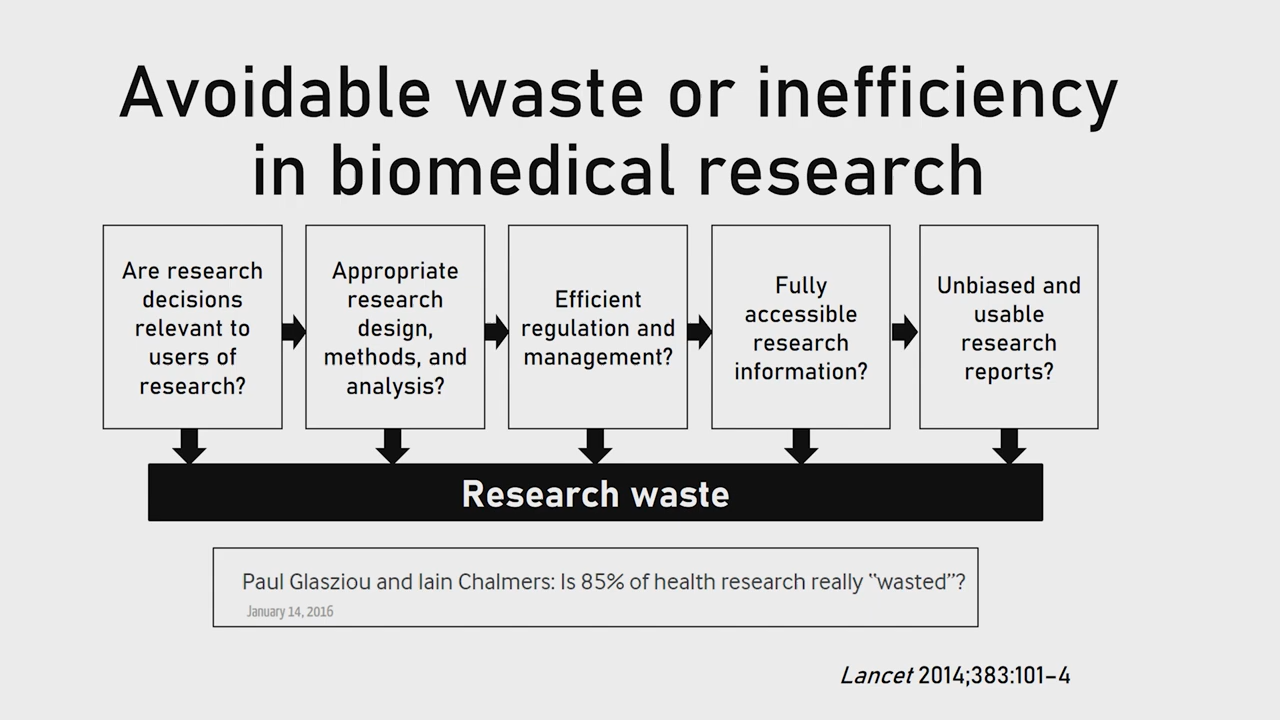 Avoidable waste or inefficiency
in biomedical research
Are research
decisions
relevant to
users of
research?
Appropriate
research
design,
methods, and
analysis?
Efficient
regulation and
management?
Fully
accessible
research
information?
Unbiased and
usable
research
reports?
Research waste
Paul Glasziou and Iain Chalmers: Is 85% of health research really “wasted”?
January 14, 2016
Lancet 2014;383:101–4